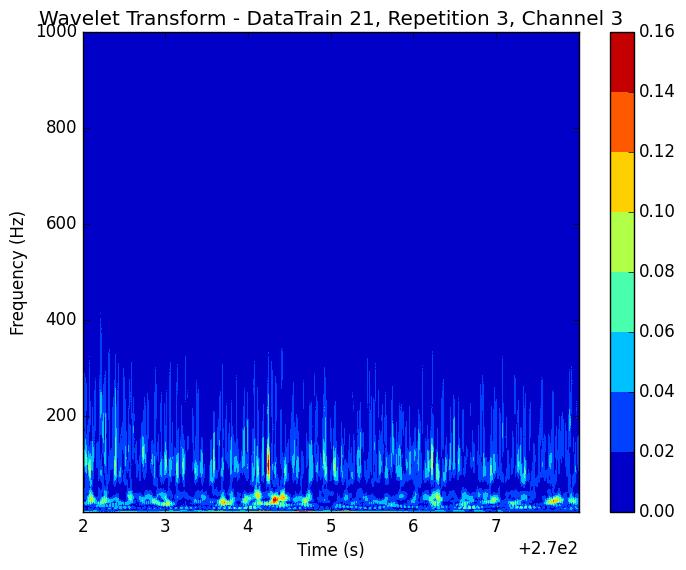 Wavelet Transform - DataTrain 21, Repetition 3, Channel 3
1000
800
600
400
200
Frequency (Hz)
2 3 4 5 6 7
Time (s)
+2.7e2
0.16
0.14
0.12
0.10
0.08
0.06
0.04
0.02
0.00